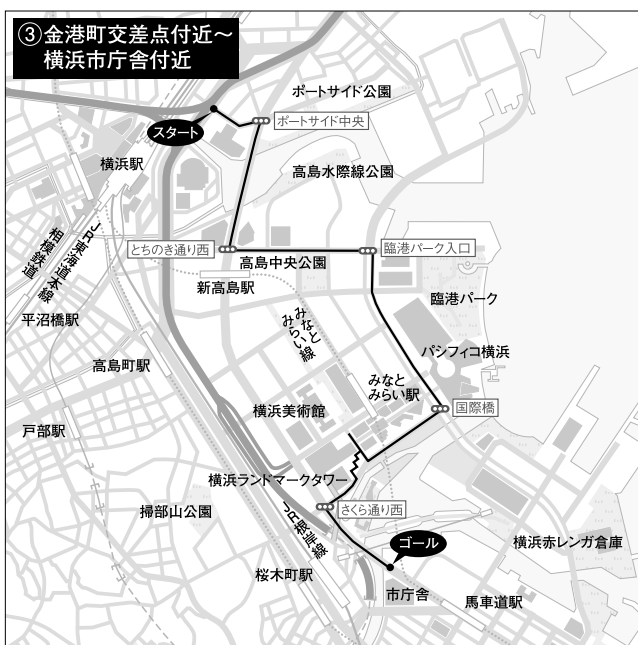 ③金港町交差点付近～
横浜市庁舎付近
ポートサイド公園
スタート
ポートサイド中央
横浜駅
高島水際線公園
JR東海道本線
相模鉄道
とちのき通り西
高島中央公園
臨港パーク入口
新高島駅
臨港パーク
平沼橋駅
みなと
みらい線
高島町駅
パシフィコ横浜
みなと
みらい駅
横浜美術館
国際橋
戸部駅
横浜ランドマークタワー
掃部山公園
さくら通り西
JR根岸線
ゴール
横浜赤レンガ倉庫
桜木町駅
市庁舎
馬車道駅